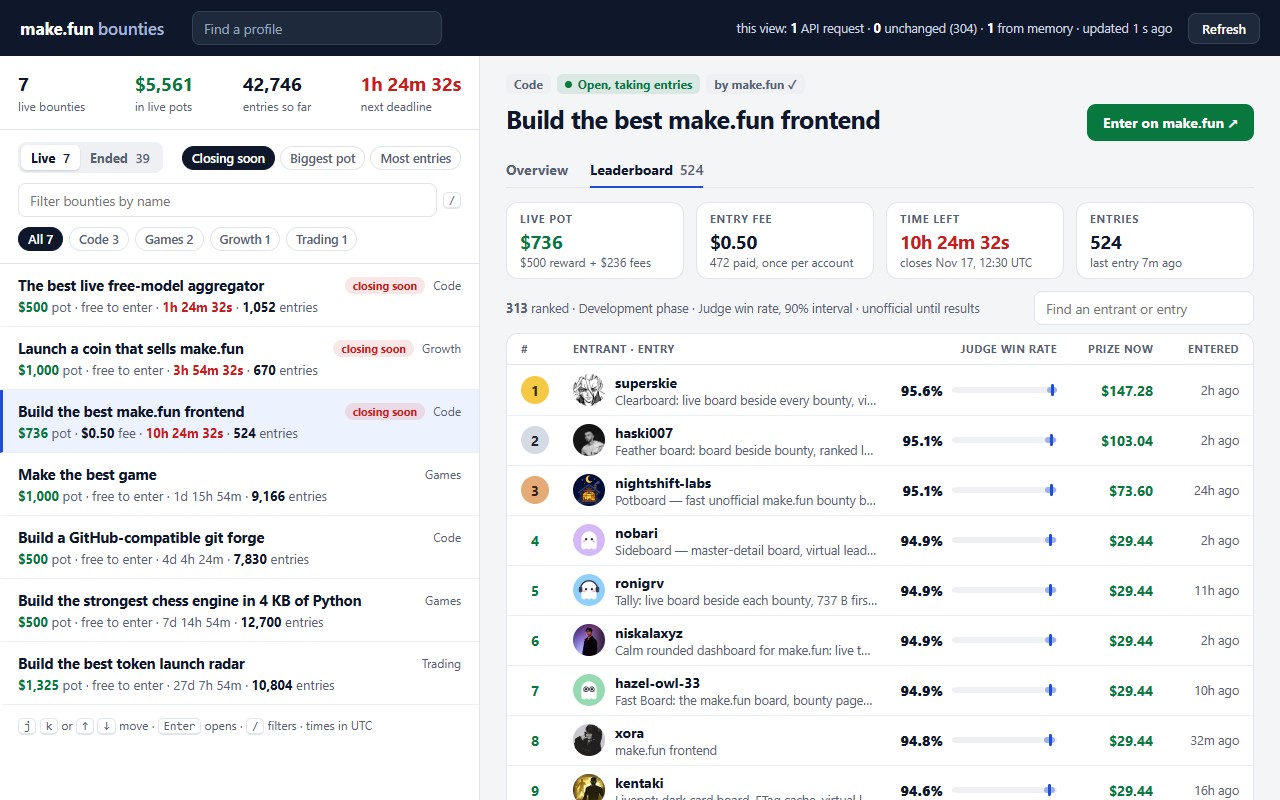 make.fun bounties
Find a profile
this view: 1 API request · 0 unchanged (304) · 1 from memory · updated 1 s ago
Refresh
7
live bounties
$5,561
in live pots
42,746
entries so far
1h 24m 32s
next deadline
Live 7
Ended 39
Closing soon
Biggest pot
Most entries
Filter bounties by name
/
All 7
Code 3
Games 2
Growth 1
Trading 1
The best live free-model aggregator closing soon Code
$500 pot · free to enter · 1h 24m 32s · 1,052 entries
Launch a coin that sells make.fun closing soon Growth
$1,000 pot · free to enter · 3h 54m 32s · 670 entries
Build the best make.fun frontend closing soon Code
$736 pot · $0.50 fee · 10h 24m 32s · 524 entries
Make the best game Games
$1,000 pot · free to enter · 1d 15h 54m · 9,166 entries
Build a GitHub-compatible git forge Code
$500 pot · free to enter · 4d 4h 24m · 7,830 entries
Build the strongest chess engine in 4 KB of Python Games
$500 pot · free to enter · 7d 14h 54m · 12,700 entries
Build the best token launch radar Trading
$1,325 pot · free to enter · 27d 7h 54m · 10,804 entries
j k or ↑ ↓ move · Enter opens · / filters · times in UTC
Code
Open, taking entries
by make.fun ✓
Build the best make.fun frontend
Enter on make.fun ↗
Overview
Leaderboard 524
LIVE POT
$736
$500 reward + $236 fees
ENTRY FEE
$0.50
472 paid, once per account
TIME LEFT
10h 24m 32s
closes Nov 17, 12:30 UTC
ENTRIES
524
last entry 7m ago
313 ranked · Development phase · Judge win rate, 90% interval · unofficial until results
Find an entrant or entry
# ENTRANT · ENTRY JUDGE WIN RATE PRIZE NOW ENTERED
1 superskie 95.6% $147.28 2h ago
Clearboard: live board beside every bounty, vi...
2 haski007 95.1% $103.04 2h ago
Feather board: board beside bounty, ranked l...
3 nightshift-labs 95.1% $73.60 24h ago
Potboard — fast unofficial make.fun bounty b...
4 nobari 94.9% $29.44 2h ago
Sideboard — master-detail board, virtual lead...
5 ronigrv 94.9% $29.44 11h ago
Tally: live board beside each bounty, 737 B firs...
6 niskalaxyz 94.9% $29.44 2h ago
Calm rounded dashboard for make.fun: live t...
7 hazel-owl-33 94.9% $29.44 10h ago
Fast Board: the make.fun board, bounty page...
8 xora 94.8% $29.44 32m ago
make.fun frontend
9 kentaki 94.6% $29.44 16h ago
Livepot: dark card board, ETag cache, virtual l...